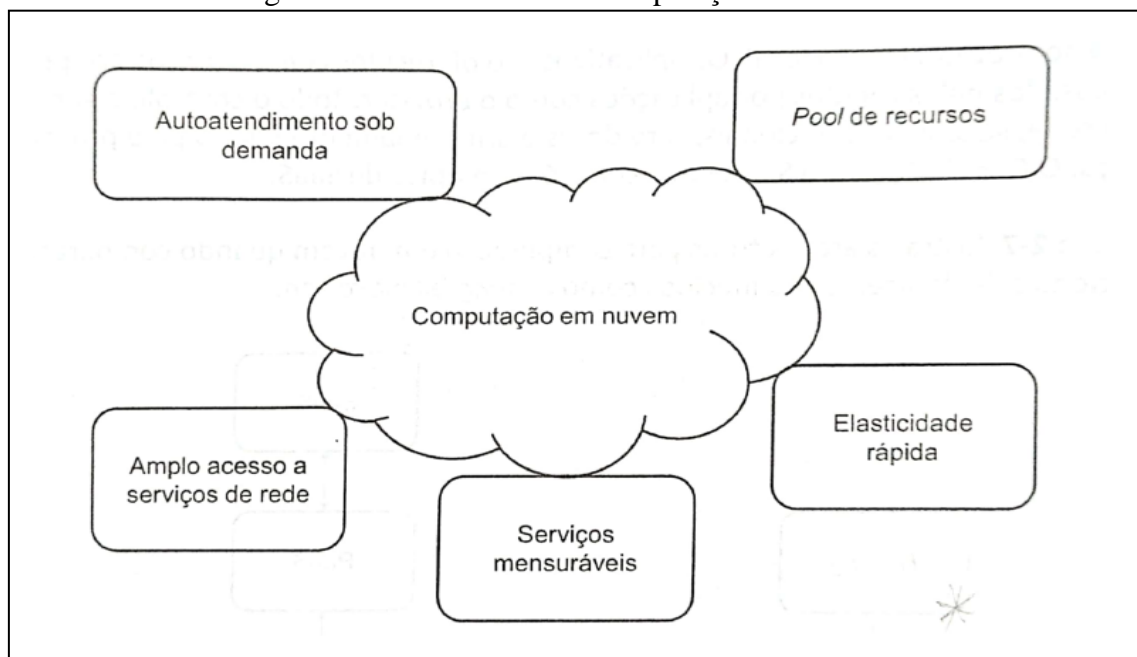 Autoatendimento sob
demanda
Pool de recursos
Computação em nuvem
Amplo acesso a
serviços de rede
Elasticidade
rápida
Serviços
mensuráveis